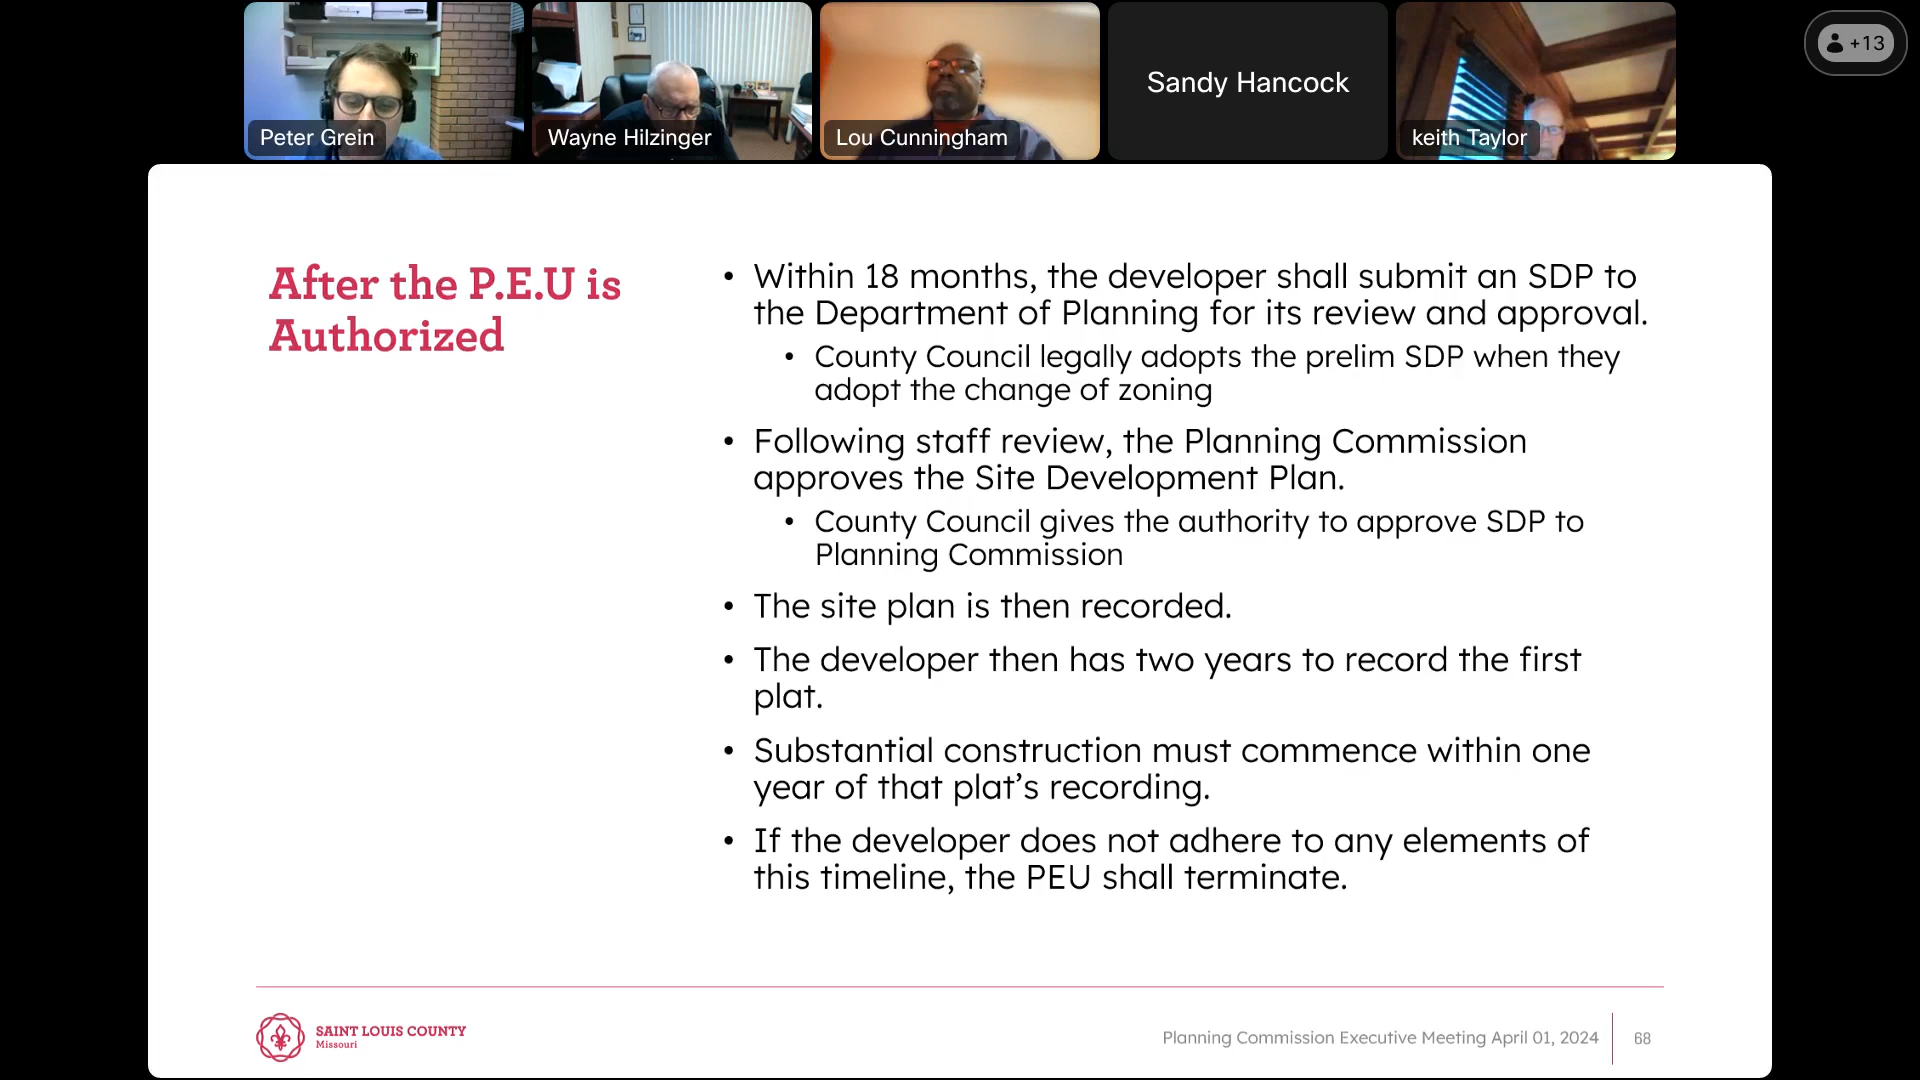 Peter Grein
Wayne Hilzinger
Lou Cunningham
Sandy Hancock
keith Taylor
+13
After the P.E.U is
Authorized
• Within 18 months, the developer shall submit an SDP to
the Department of Planning for its review and approval.
• County Council legally adopts the prelim SDP when they
adopt the change of zoning
• Following staff review, the Planning Commission
approves the Site Development Plan.
• County Council gives the authority to approve SDP to
Planning Commission
• The site plan is then recorded.
• The developer then has two years to record the first
plat.
• Substantial construction must commence within one
year of that plat’s recording.
• If the developer does not adhere to any elements of
this timeline, the PEU shall terminate.
SAINT LOUIS COUNTY
Missouri
Planning Commission Executive Meeting April 01, 2024
68